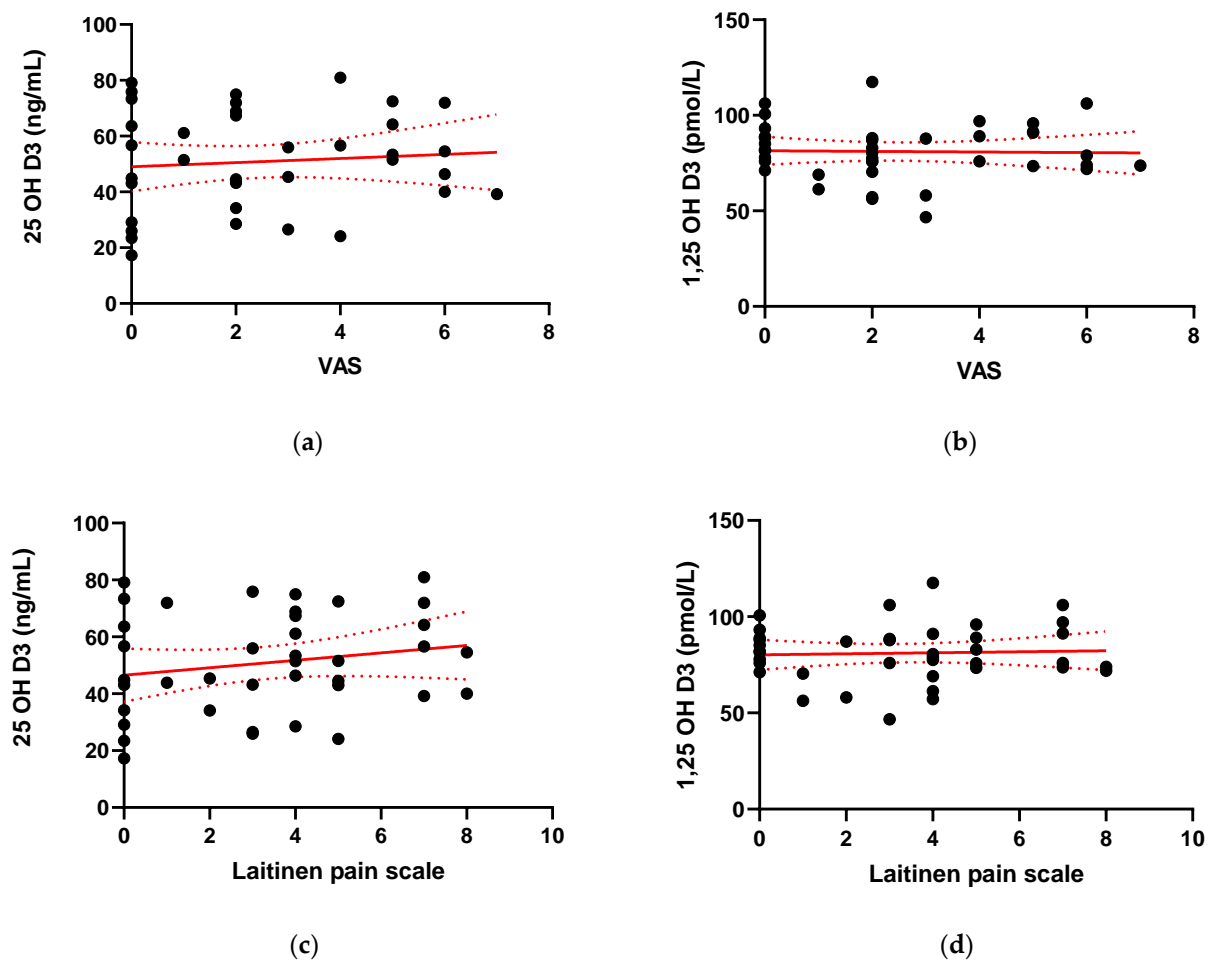 100
80
60
40
20
0
0 2 4 6 8
25 OH D3 (ng/mL)
VAS
(a)
150
100
50
0
0 2 4 6 8
1,25 OH D3 (pmol/L)
VAS
(b)
100
80
60
40
20
0
0 2 4 6 8 10
25 OH D3 (ng/mL)
Laitinen pain scale
(c)
150
100
50
0
0 2 4 6 8 10
1,25 OH D3 (pmol/L)
Laitinen pain scale
(d)